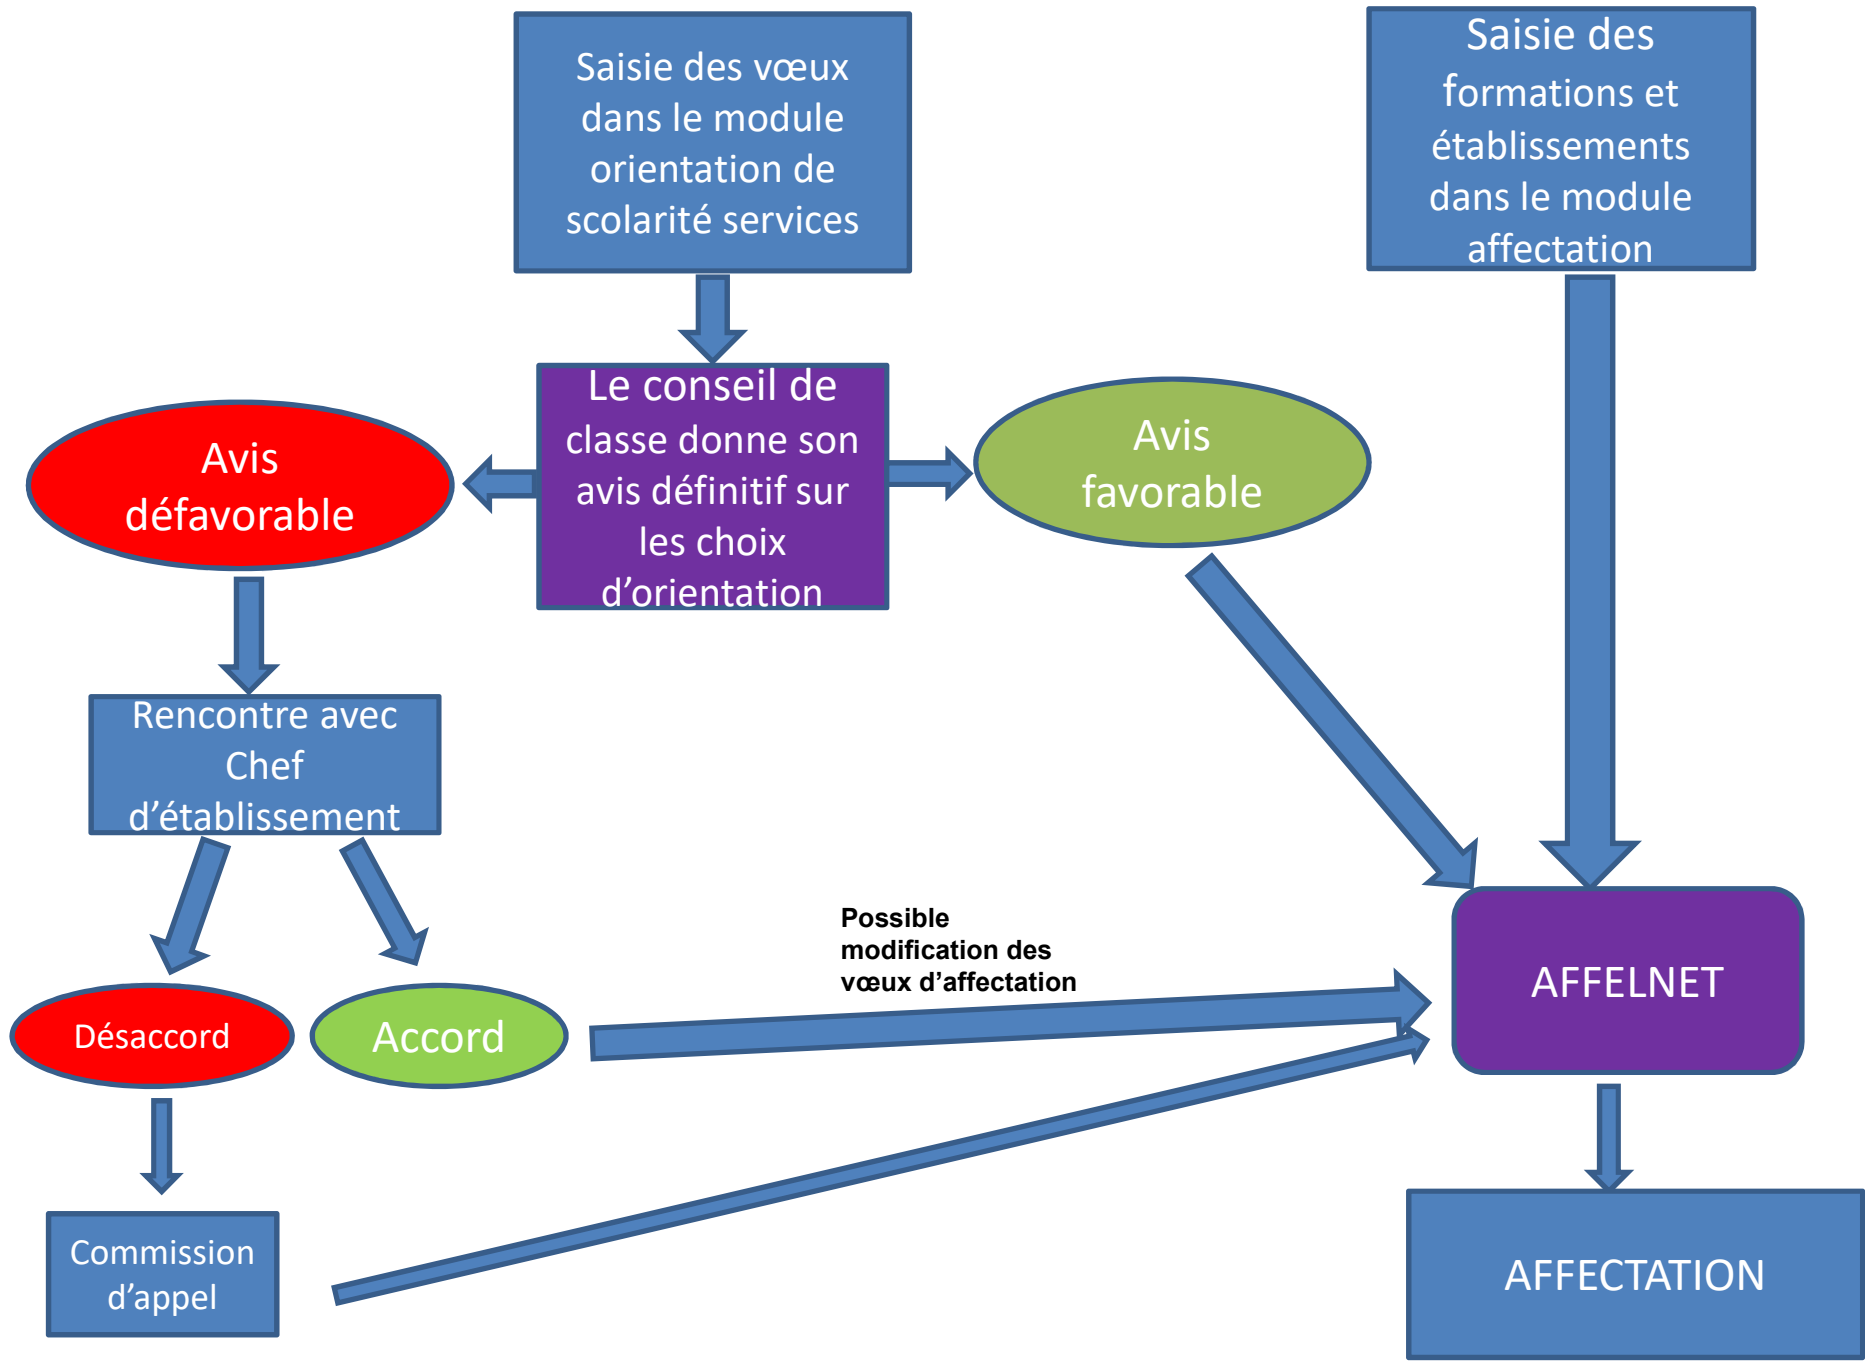 Saisie des vœux
dans le module
orientation de
scolarité services
Saisie des
formations et
établissements
dans le module
affectation
Le conseil de
classe donne son
avis définitif sur
les choix
d’orientation
Avis
défavorable
Avis
favorable
Rencontre avec
Chef
d’établissement
Possible
modification des
vœux d’affectation
Désaccord
Accord
AFFELNET
Commission
d’appel
AFFECTATION